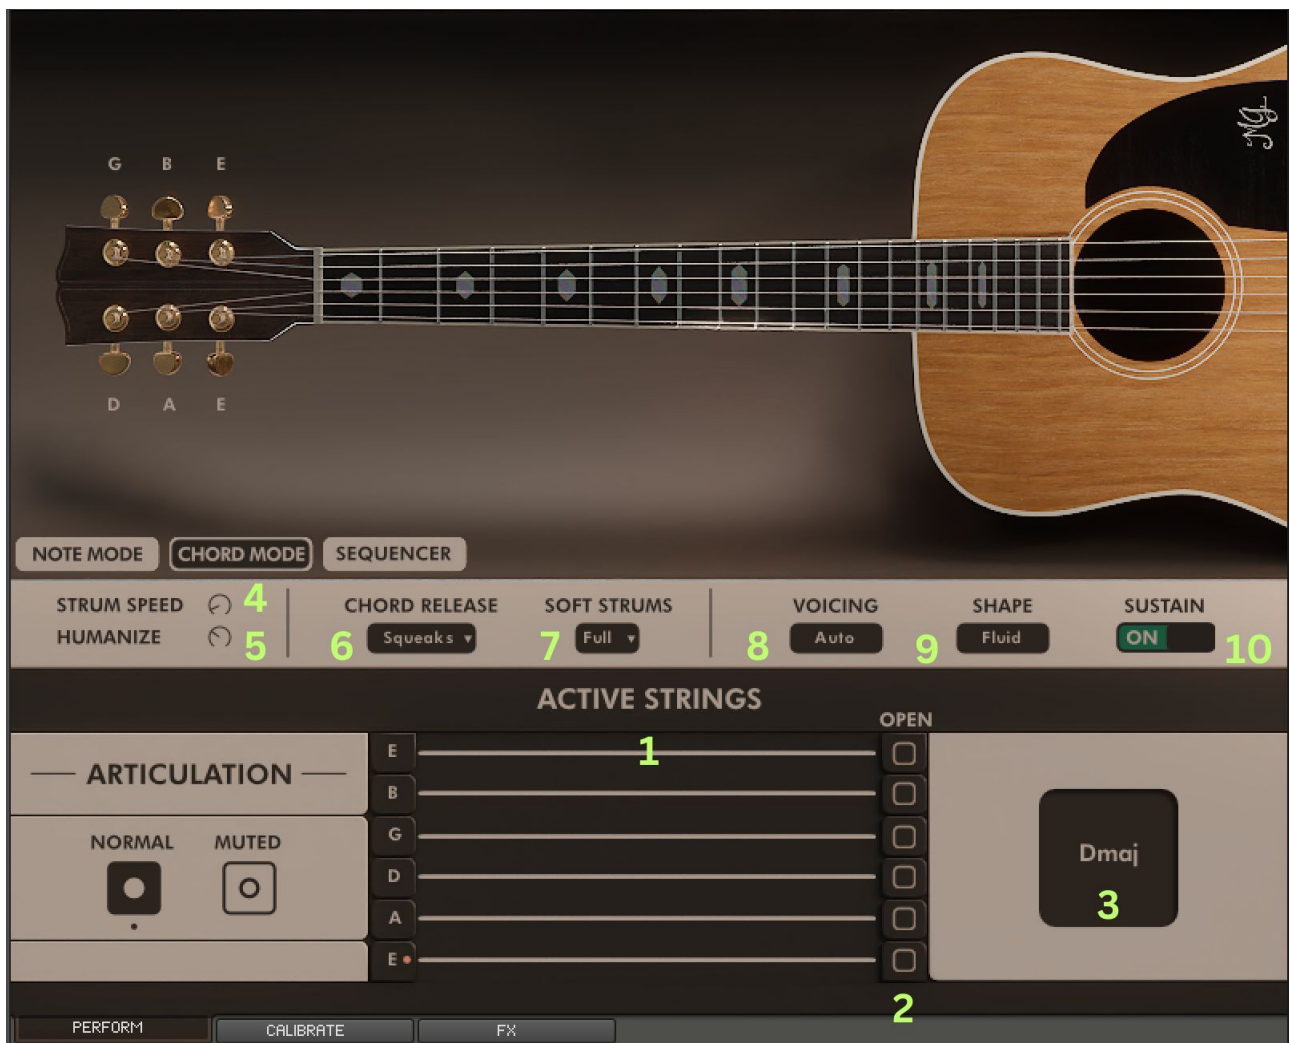 G B E
D A E
NOTE MODE CHORD MODE SEQUENCER
STRUM SPEED 4 CHORD RELEASE SOFT STRUMS VOICING SHAPE SUSTAIN
HUMANIZE 5 6 Squeaks 7 Full 8 Auto 9 Fluid ON 10
ACTIVE STRINGS
OPEN
ARTICULATION
NORMAL MUTED
E 1
B
G
D
A
E
2
Dmaj
3
PERFORM CALIBRATE FX